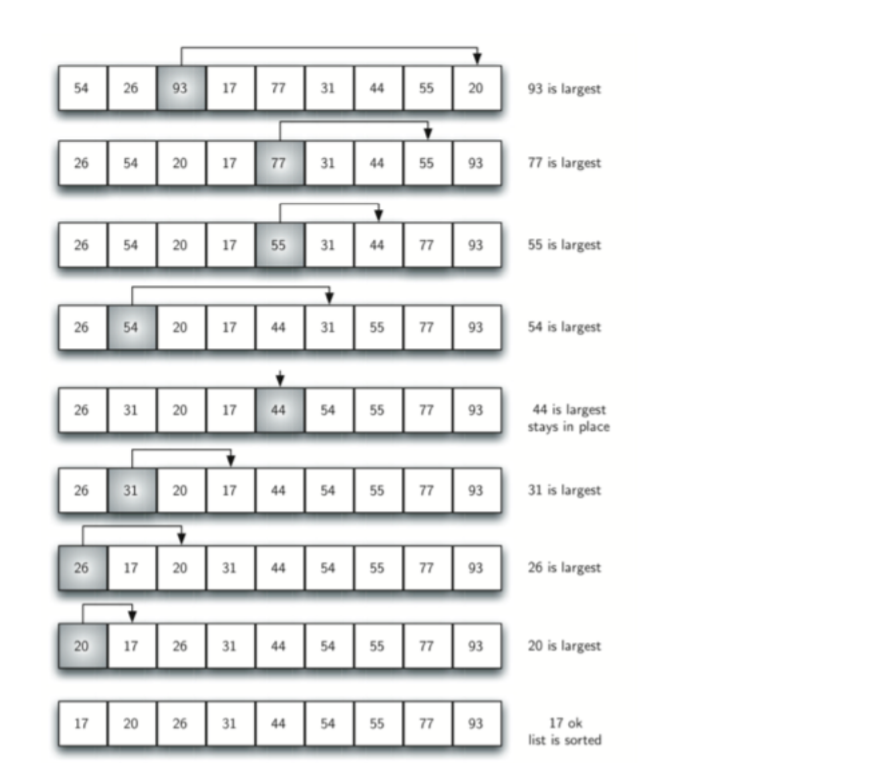 54 26 93 17 77 31 44 55 20 93 is largest
26 54 20 17 77 31 44 55 93 77 is largest
26 54 20 17 55 31 44 77 93 55 is largest
26 54 20 17 44 31 55 77 93 54 is largest
26 31 20 17 44 54 55 77 93 44 is largest
stays in place
26 31 20 17 44 54 55 77 93 31 is largest
26 17 20 31 44 54 55 77 93 26 is largest
20 17 26 31 44 54 55 77 93 20 is largest
17 20 26 31 44 54 55 77 93 17 ok
list is sorted